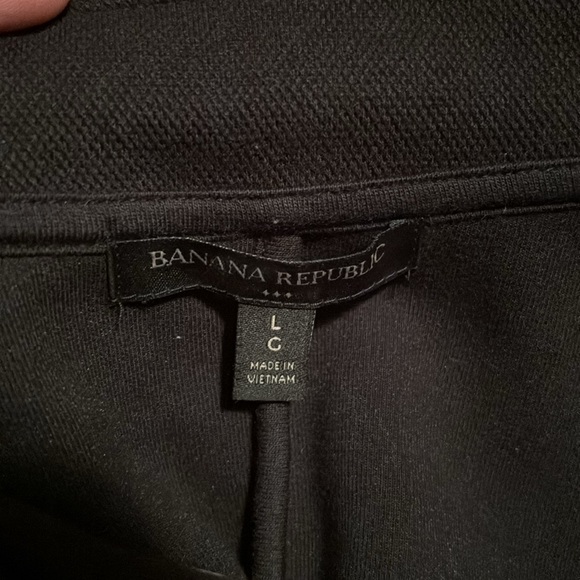 BANANA REPUBLIC
L
G
MADE IN
VIETNAM